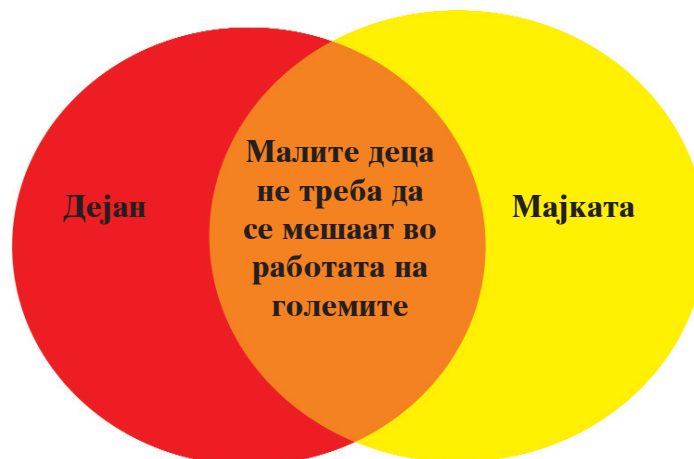 Дејан
Малите деца
не треба да
се мешаат во
работата на
големите
Мајката